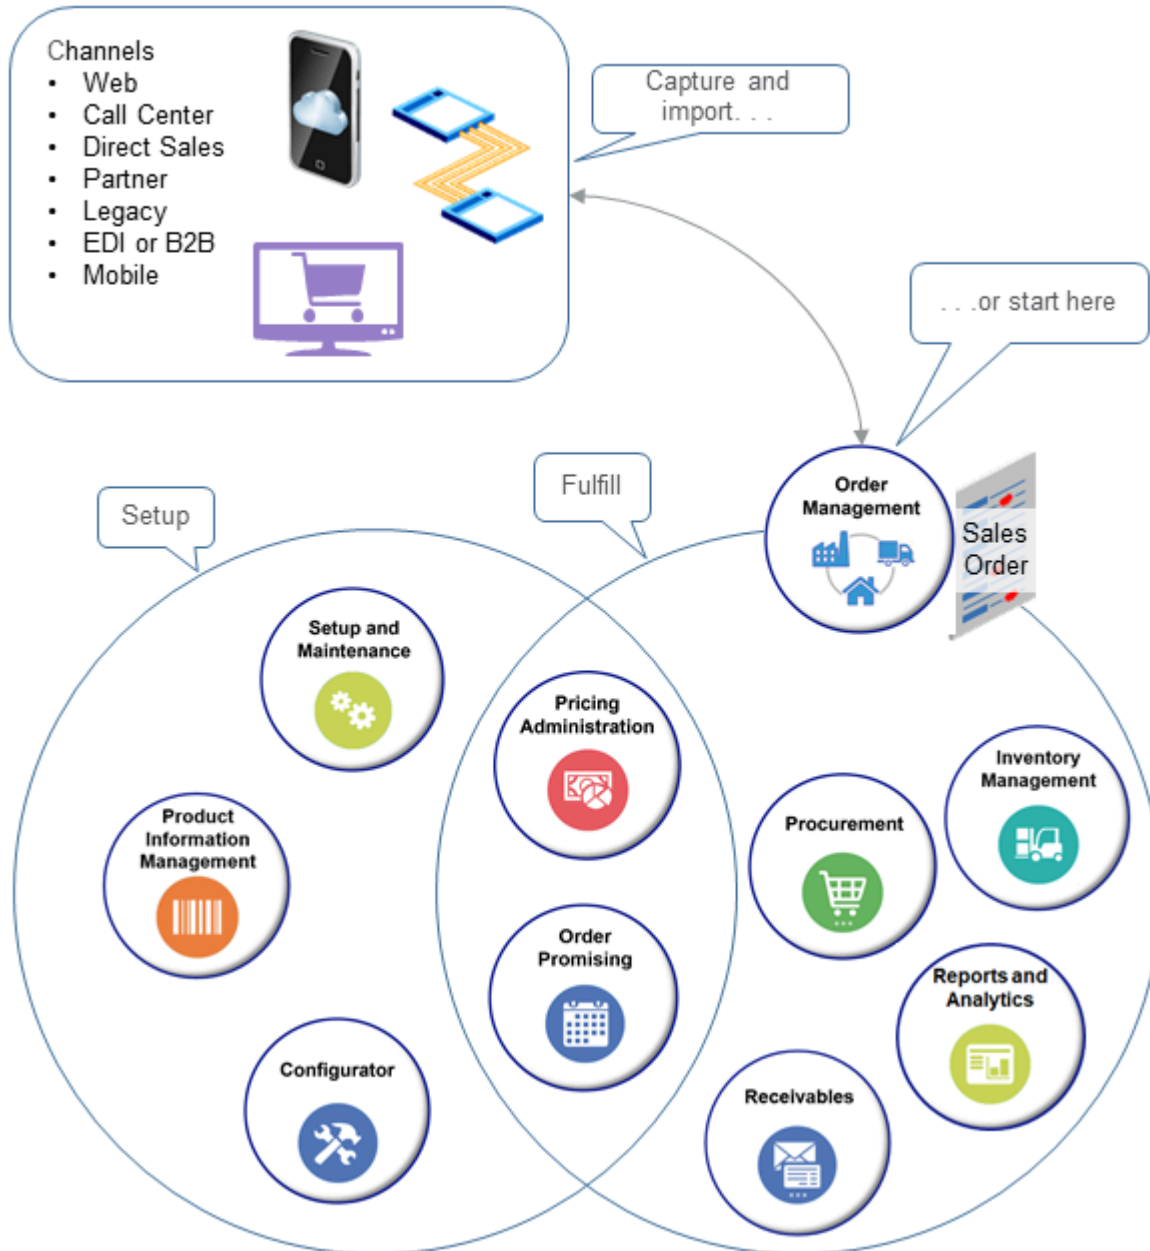 Channels
• Web
• Call Center
• Direct Sales
• Partner
• Legacy
• EDI or B2B
• Mobile
Capture and
import. . .
. . .or start here
Setup
Fulfill
Order
Management
Sales
Order
Setup and
Maintenance
Pricing
Administration
Product
Information
Management
Inventory
Management
Procurement
Order
Promising
Reports and
Analytics
Configurator
Receivables